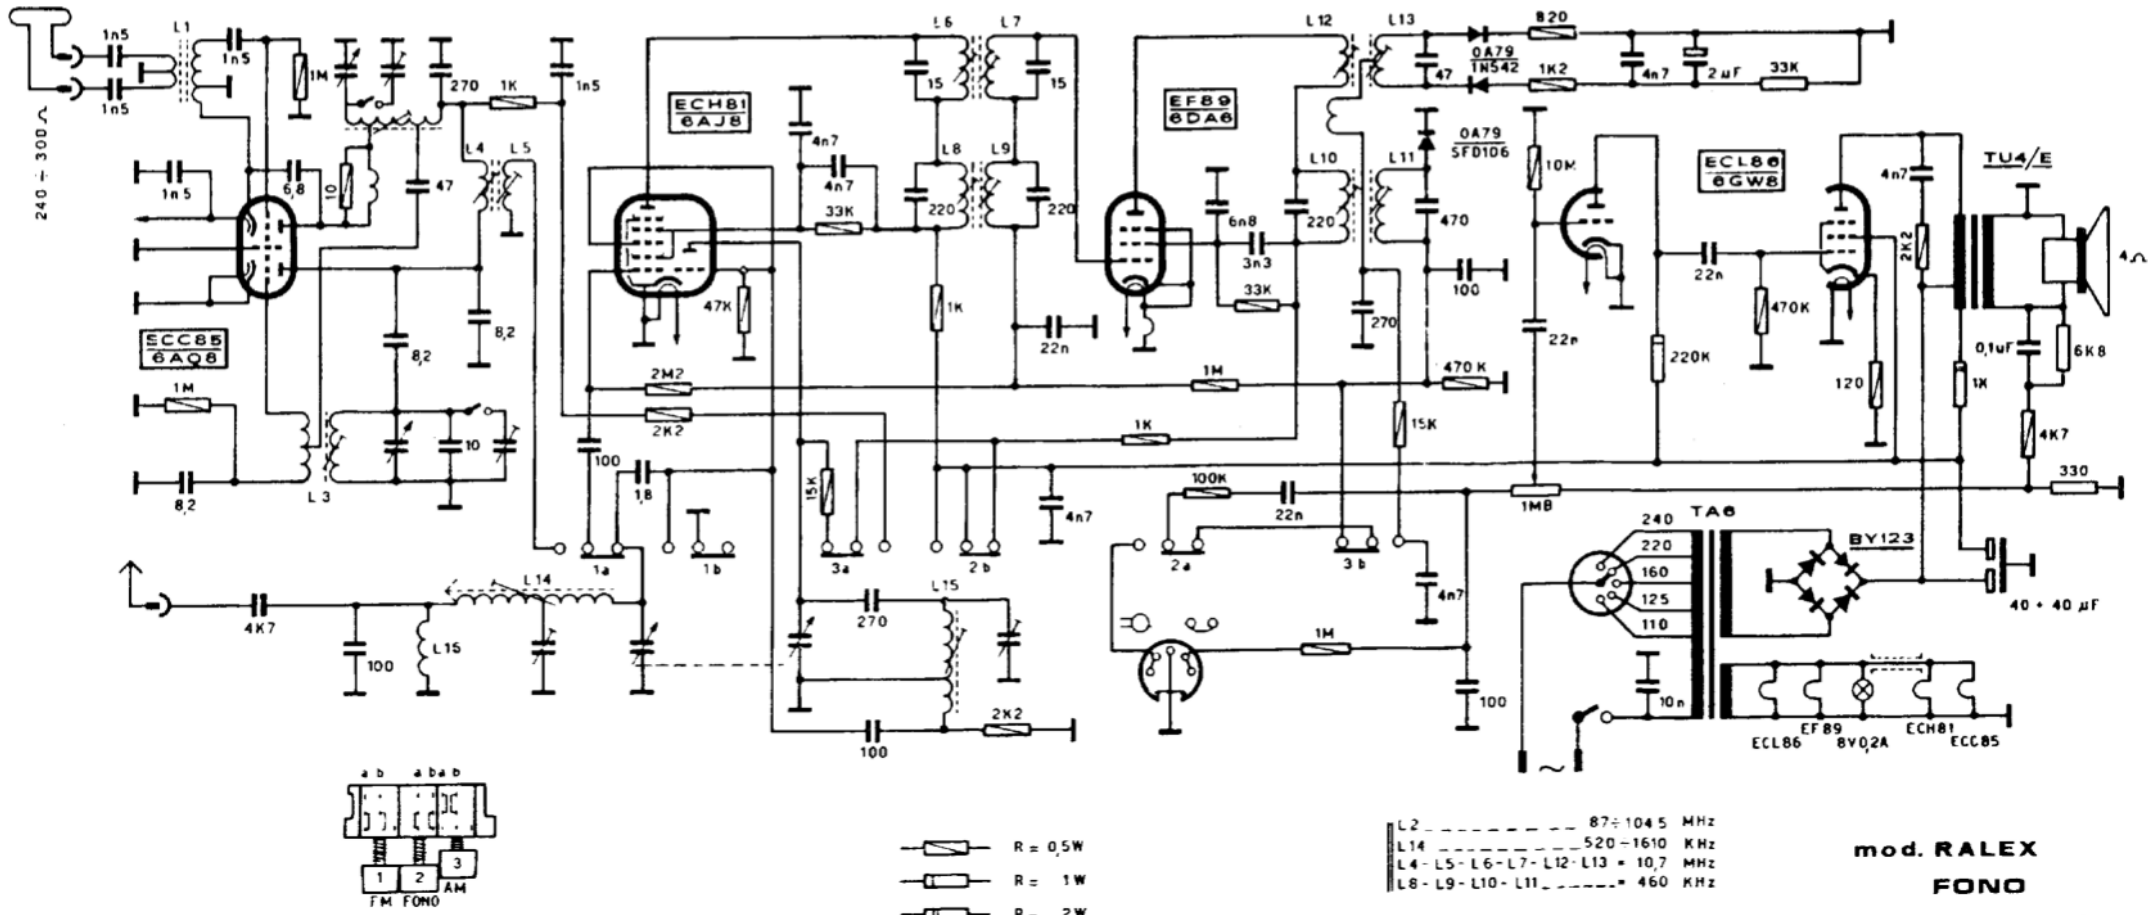 240 ÷ 300 Ω
1n5
1n5
L1
1n5
1M
270
1K
1n5
L6
L7
15
15
L12
L13
820
0A79
1N542
47
1K2
4n7
2µF
33K
ECH81
6AJ8
4n7
EF89
6DA6
0A79
SFD106
10M
ECL86
6GW8
4n7
TU4/E
1n5
6,8
10
47
L4
L5
4n7
33K
L8
L9
220
220
6n8
3n3
33K
L10
L11
220
470
100
22n
470K
2K2
4Ω
ECC85
6AQ8
8,2
8,2
47K
1K
22n
270
22n
220K
120
0,1uF
6K8
1K
1M
2M2
1M
470K
2K2
1K
15K
4K7
10
100
1,8
15K
8,2
L3
4n7
100K
22n
1MB
330
1a
1b
3a
2b
2a
3b
4n7
TA6
240
220
160
125
110
BY123
40 + 40 µF
4K7
L14
100
L15
270
L15
100
2K2
1M
100
10n
ECL86
EF89
8V0,2A
ECH81
ECC85
a b
a b
a b
1
2
3
FM
FONO
AM
R = 0,5W
R = 1W
R = 2W
L2 87÷104 5 MHz
L14 520÷1610 KHz
L4-L5-L6-L7-L12-L13 = 10,7 MHz
L8-L9-L10-L11 = 460 KHz
mod. RALEX
FONO